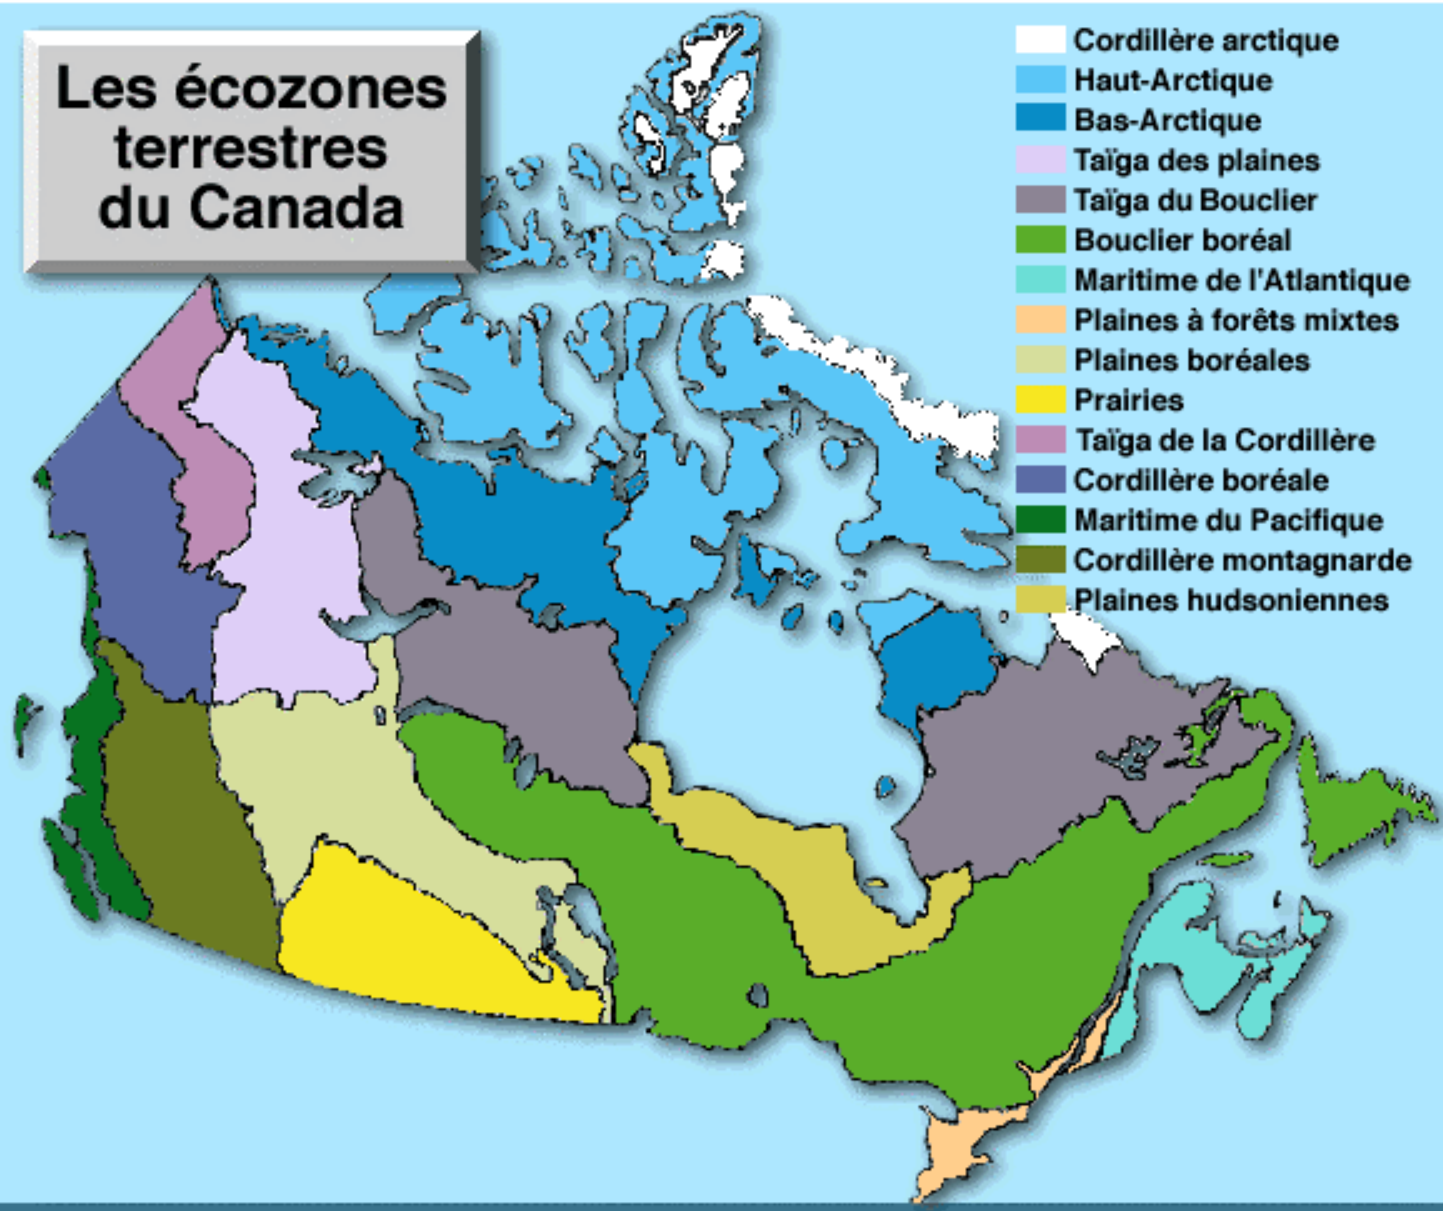 Les écozones
terrestres
du Canada
Cordillère arctique
Haut-Arctique
Bas-Arctique
Taïga des plaines
Taïga du Bouclier
Bouclier boréal
Maritime de l'Atlantique
Plaines à forêts mixtes
Plaines boréales
Prairies
Taïga de la Cordillère
Cordillère boréale
Maritime du Pacifique
Cordillère montagnarde
Plaines hudsoniennes